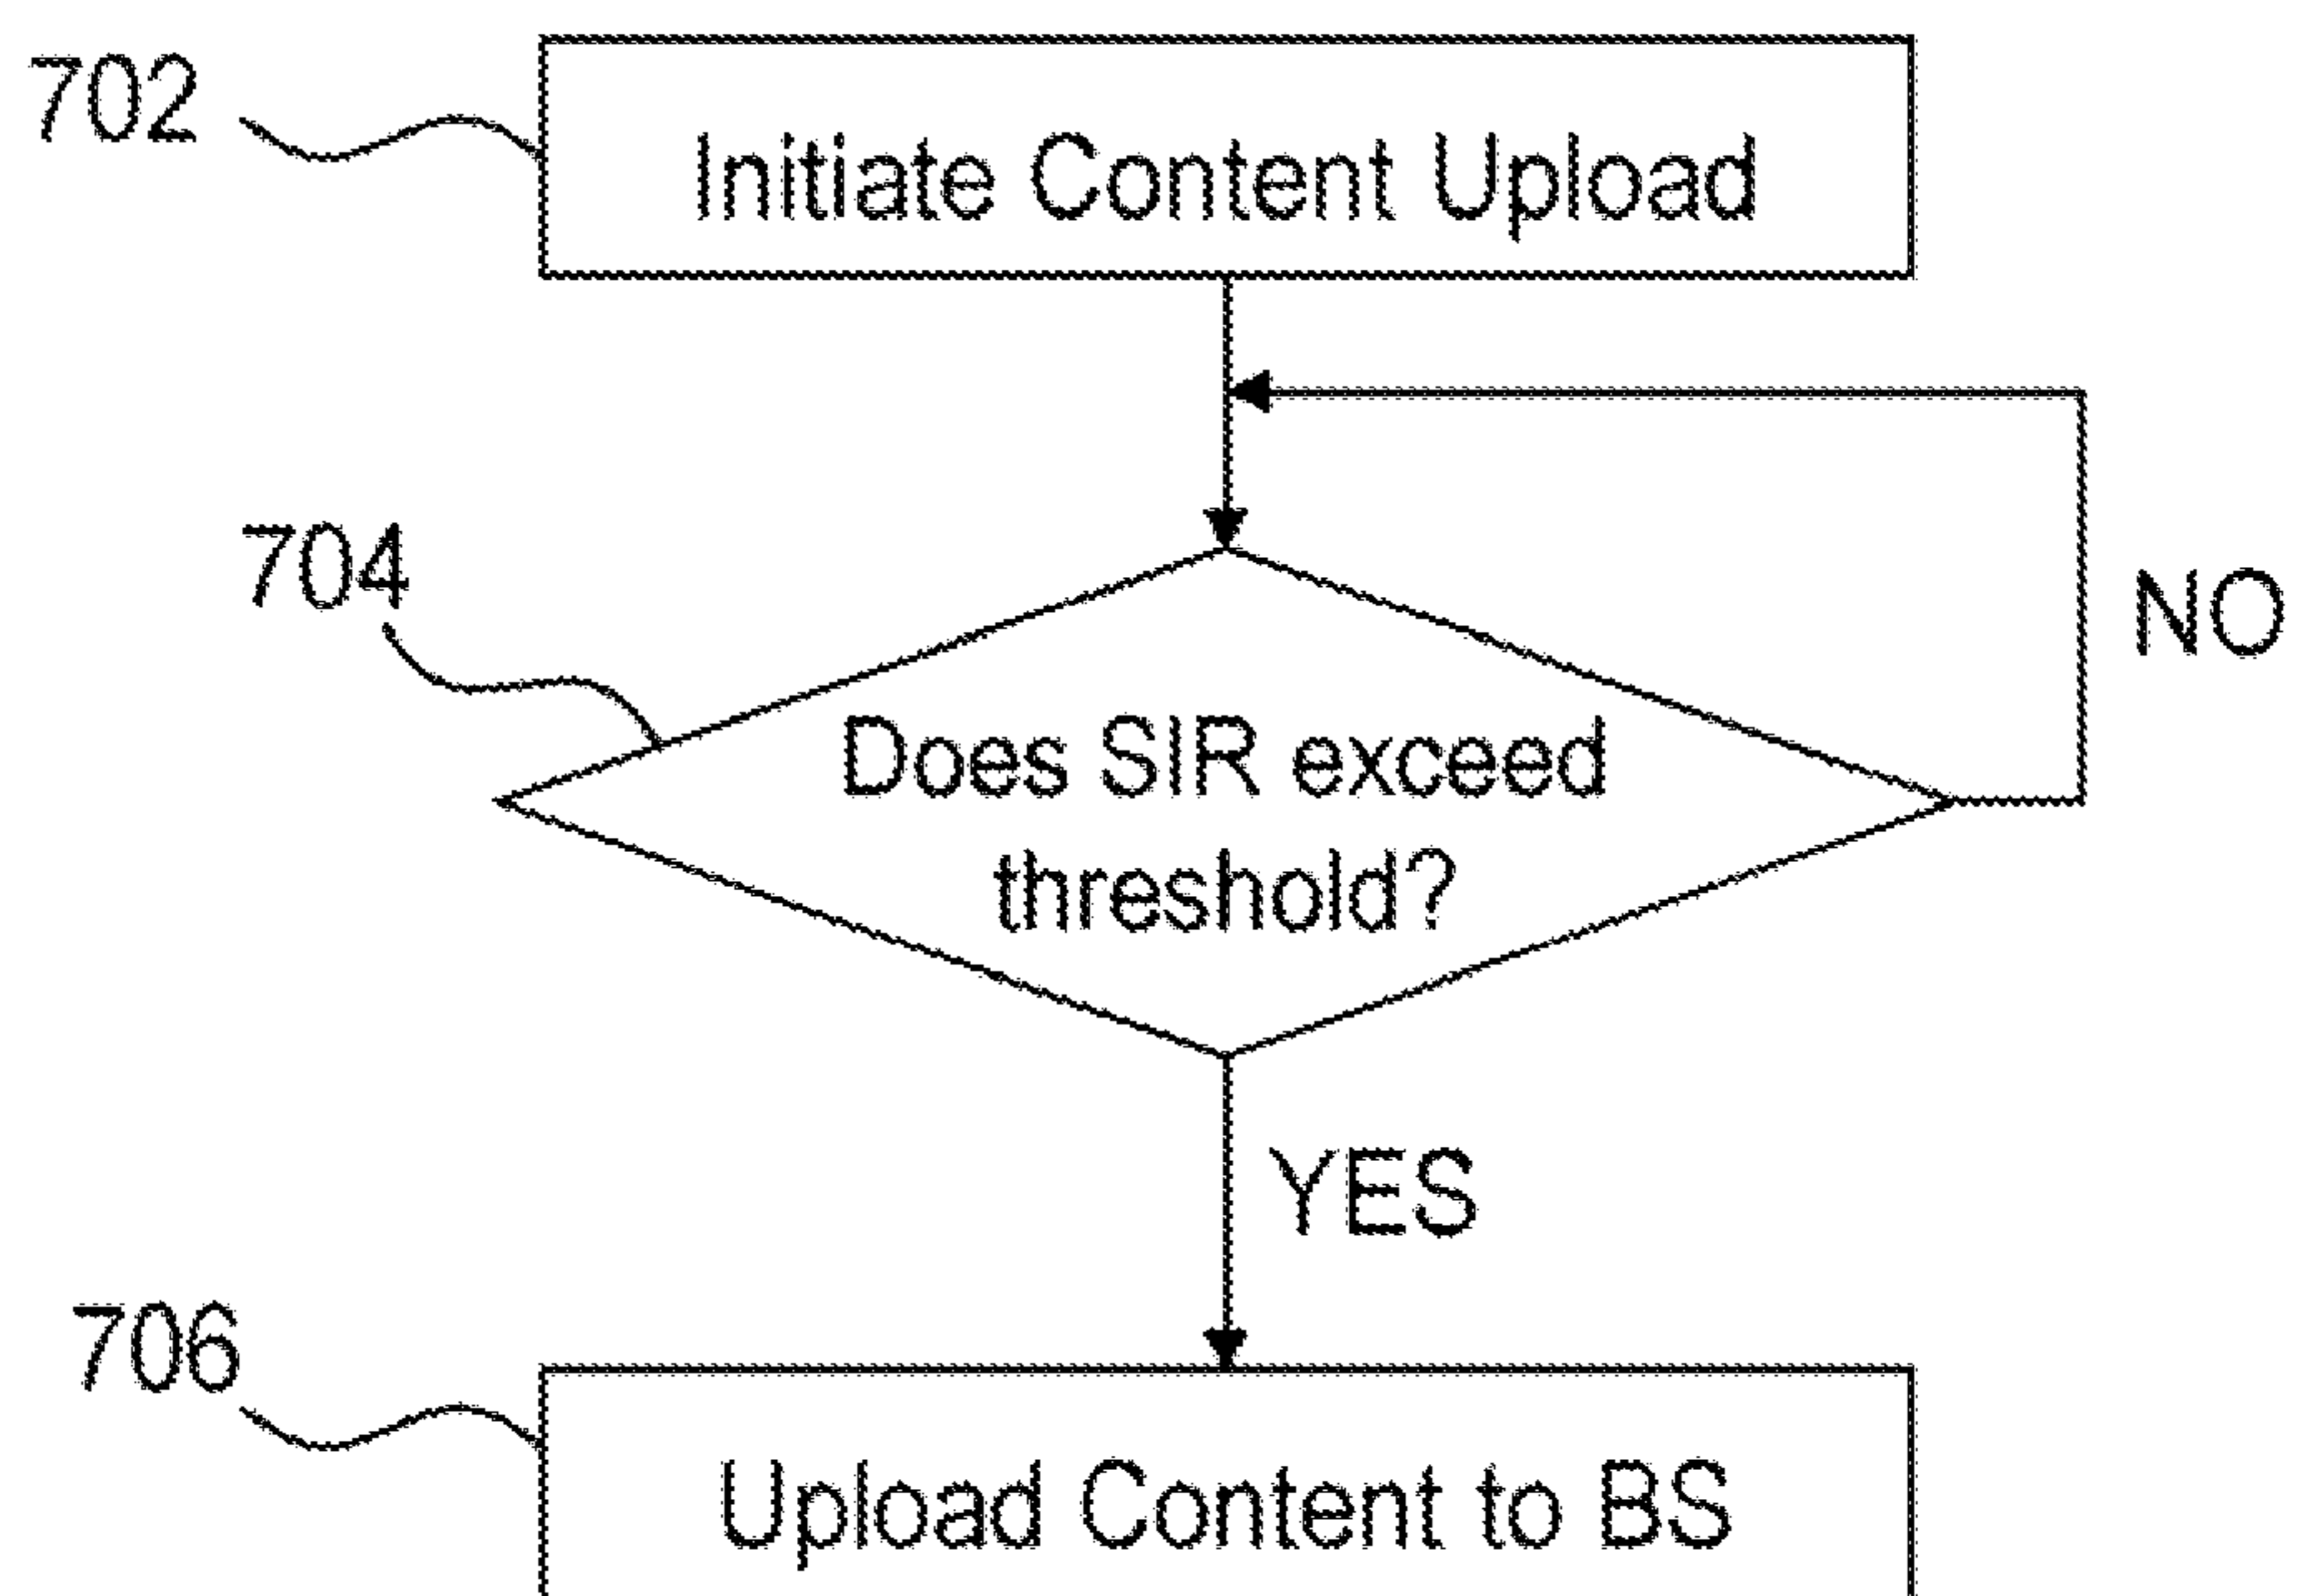 702
Initiate Content Upload
704
NO
Does SIR exceed
threshold?
YES
706
Upload Content to BS